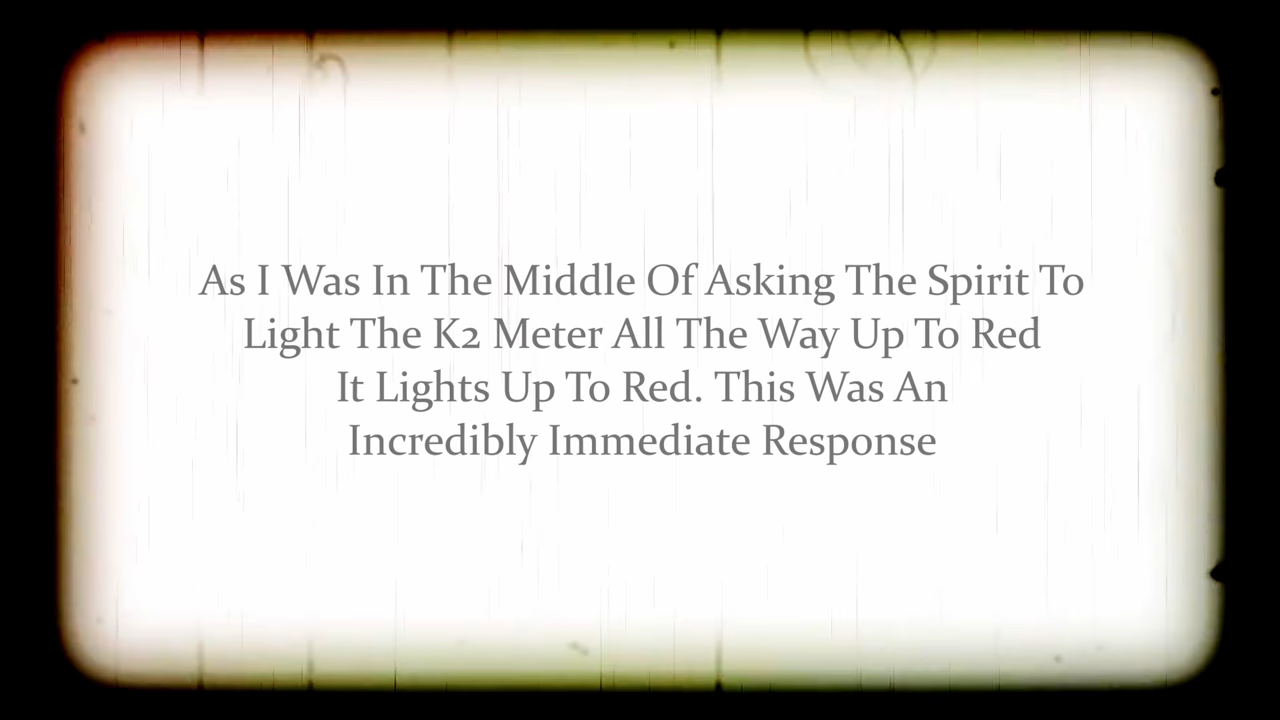 As I Was In The Middle Of Asking The Spirit To
Light The K2 Meter All The Way Up To Red
It Lights Up To Red. This Was An
Incredibly Immediate Response